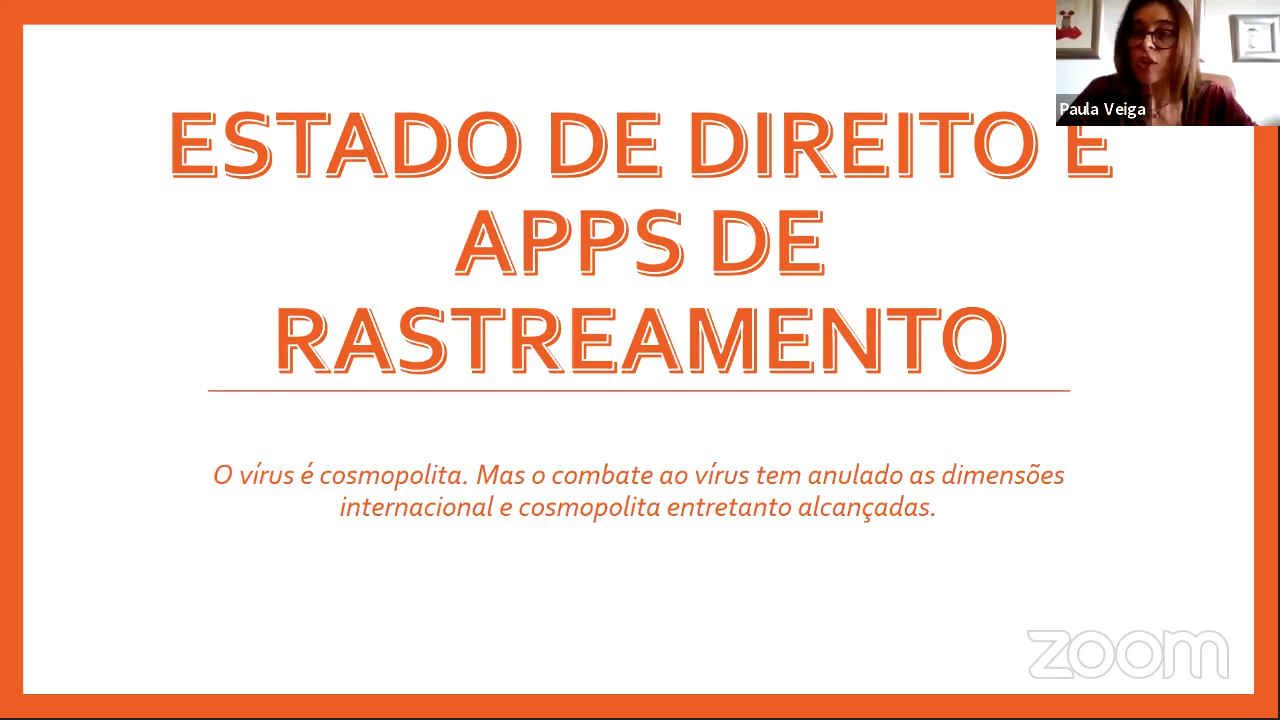 Paula Veiga
ESTADO DE DIREITO E
APPS DE
RASTREAMENTO
O vírus é cosmopolita. Mas o combate ao vírus tem anulado as dimensões
internacional e cosmopolita entretanto alcançadas.
zoom